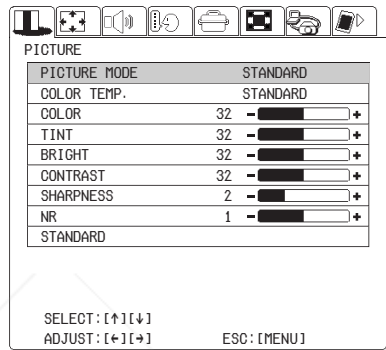 PICTURE
PICTURE MODE STANDARD
COLOR TEMP. STANDARD
COLOR 32 - +
TINT 32 - +
BRIGHT 32 - +
CONTRAST 32 - +
SHARPNESS 2 - +
NR 1 - +
STANDARD
SELECT:[↑][↓]
ADJUST:[←][→] ESC:[MENU]